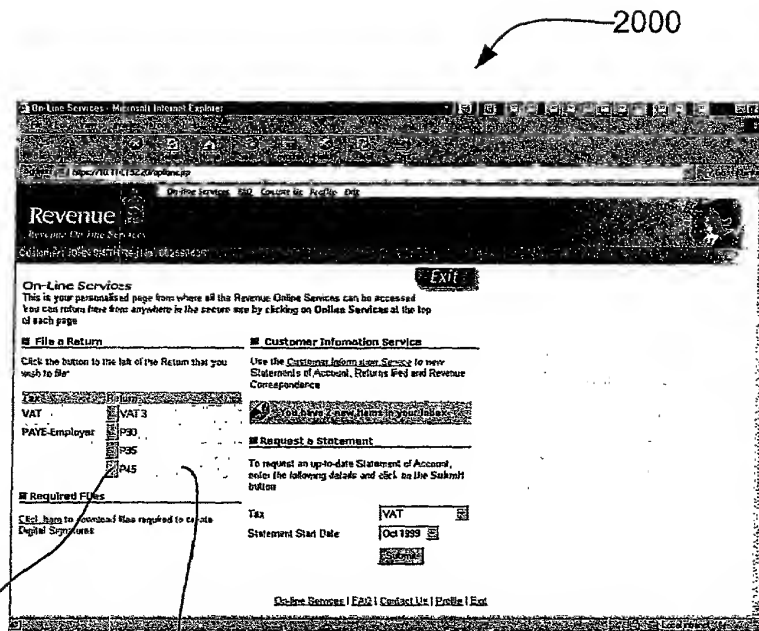 2000
On-Line Services - Microsoft Internet Explorer
On-line Services FAQ Contact Us Profile Exit
Revenue
Revenue On-Line Services
Exit
On-Line Services
This is your personalised page from where all the Revenue Online Services can be accessed
You can return here from anywhere in the secure site by clicking on Online Services at the top
of each page
File a Return
Click the button to the left of the Return that you
wish to file
Tax Return
VAT VAT 3
PAYE-Employer P30
P35
P45
Required Files
Click here to download files required to create
Digital Signatures
Customer Infomation Service
Use the Customer Information Service to view
Statements of Account, Returns filed and Revenue
Correspondence
You have 2 new items in your Inbox
Request a Statement
To request an up-to-date Statement of Account,
enter the following details and click on the Submit
button
Tax VAT
Statement Start Date Oct 1999
Submit
On-line Services | FAQ | Contact Us | Profile | Exit